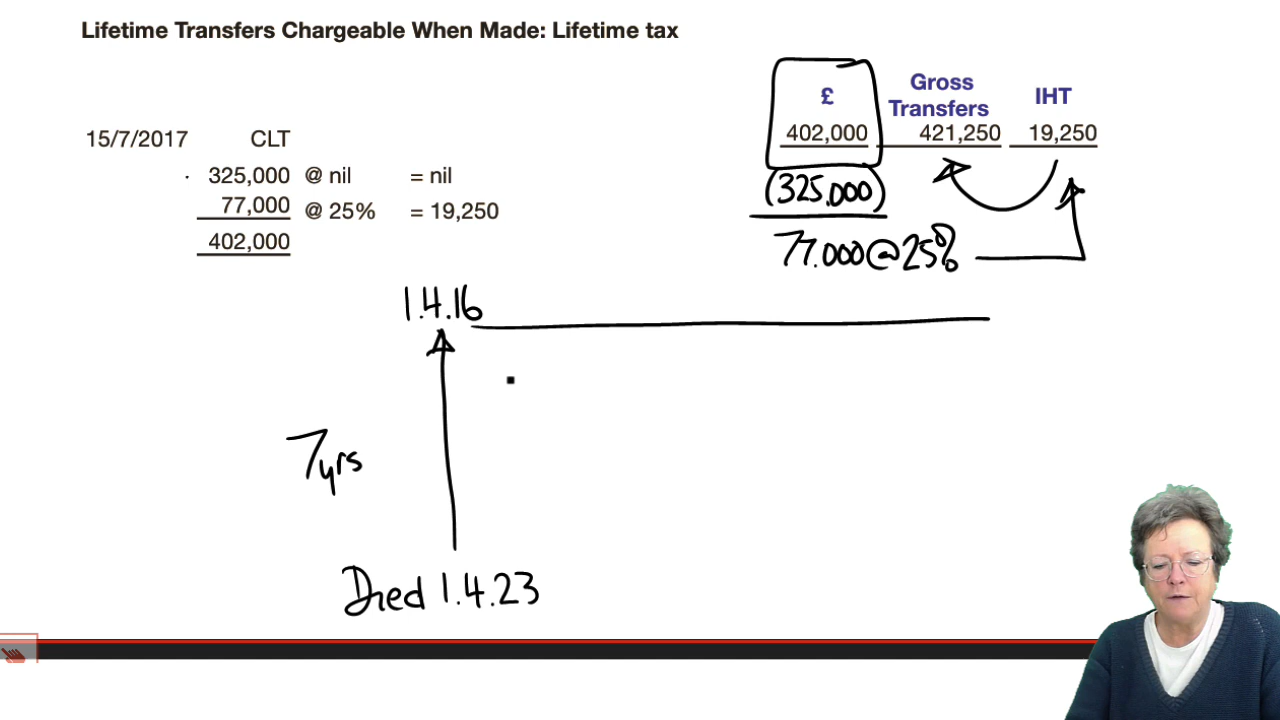 Lifetime Transfers Chargeable When Made: Lifetime tax
£ Gross Transfers IHT
15/7/2017 CLT 402,000 421,250 19,250
325,000 @ nil = nil (325.000)
77,000 @ 25% = 19,250
402,000 77.000@25%
1.4.16
7yrs
Died 1.4.23